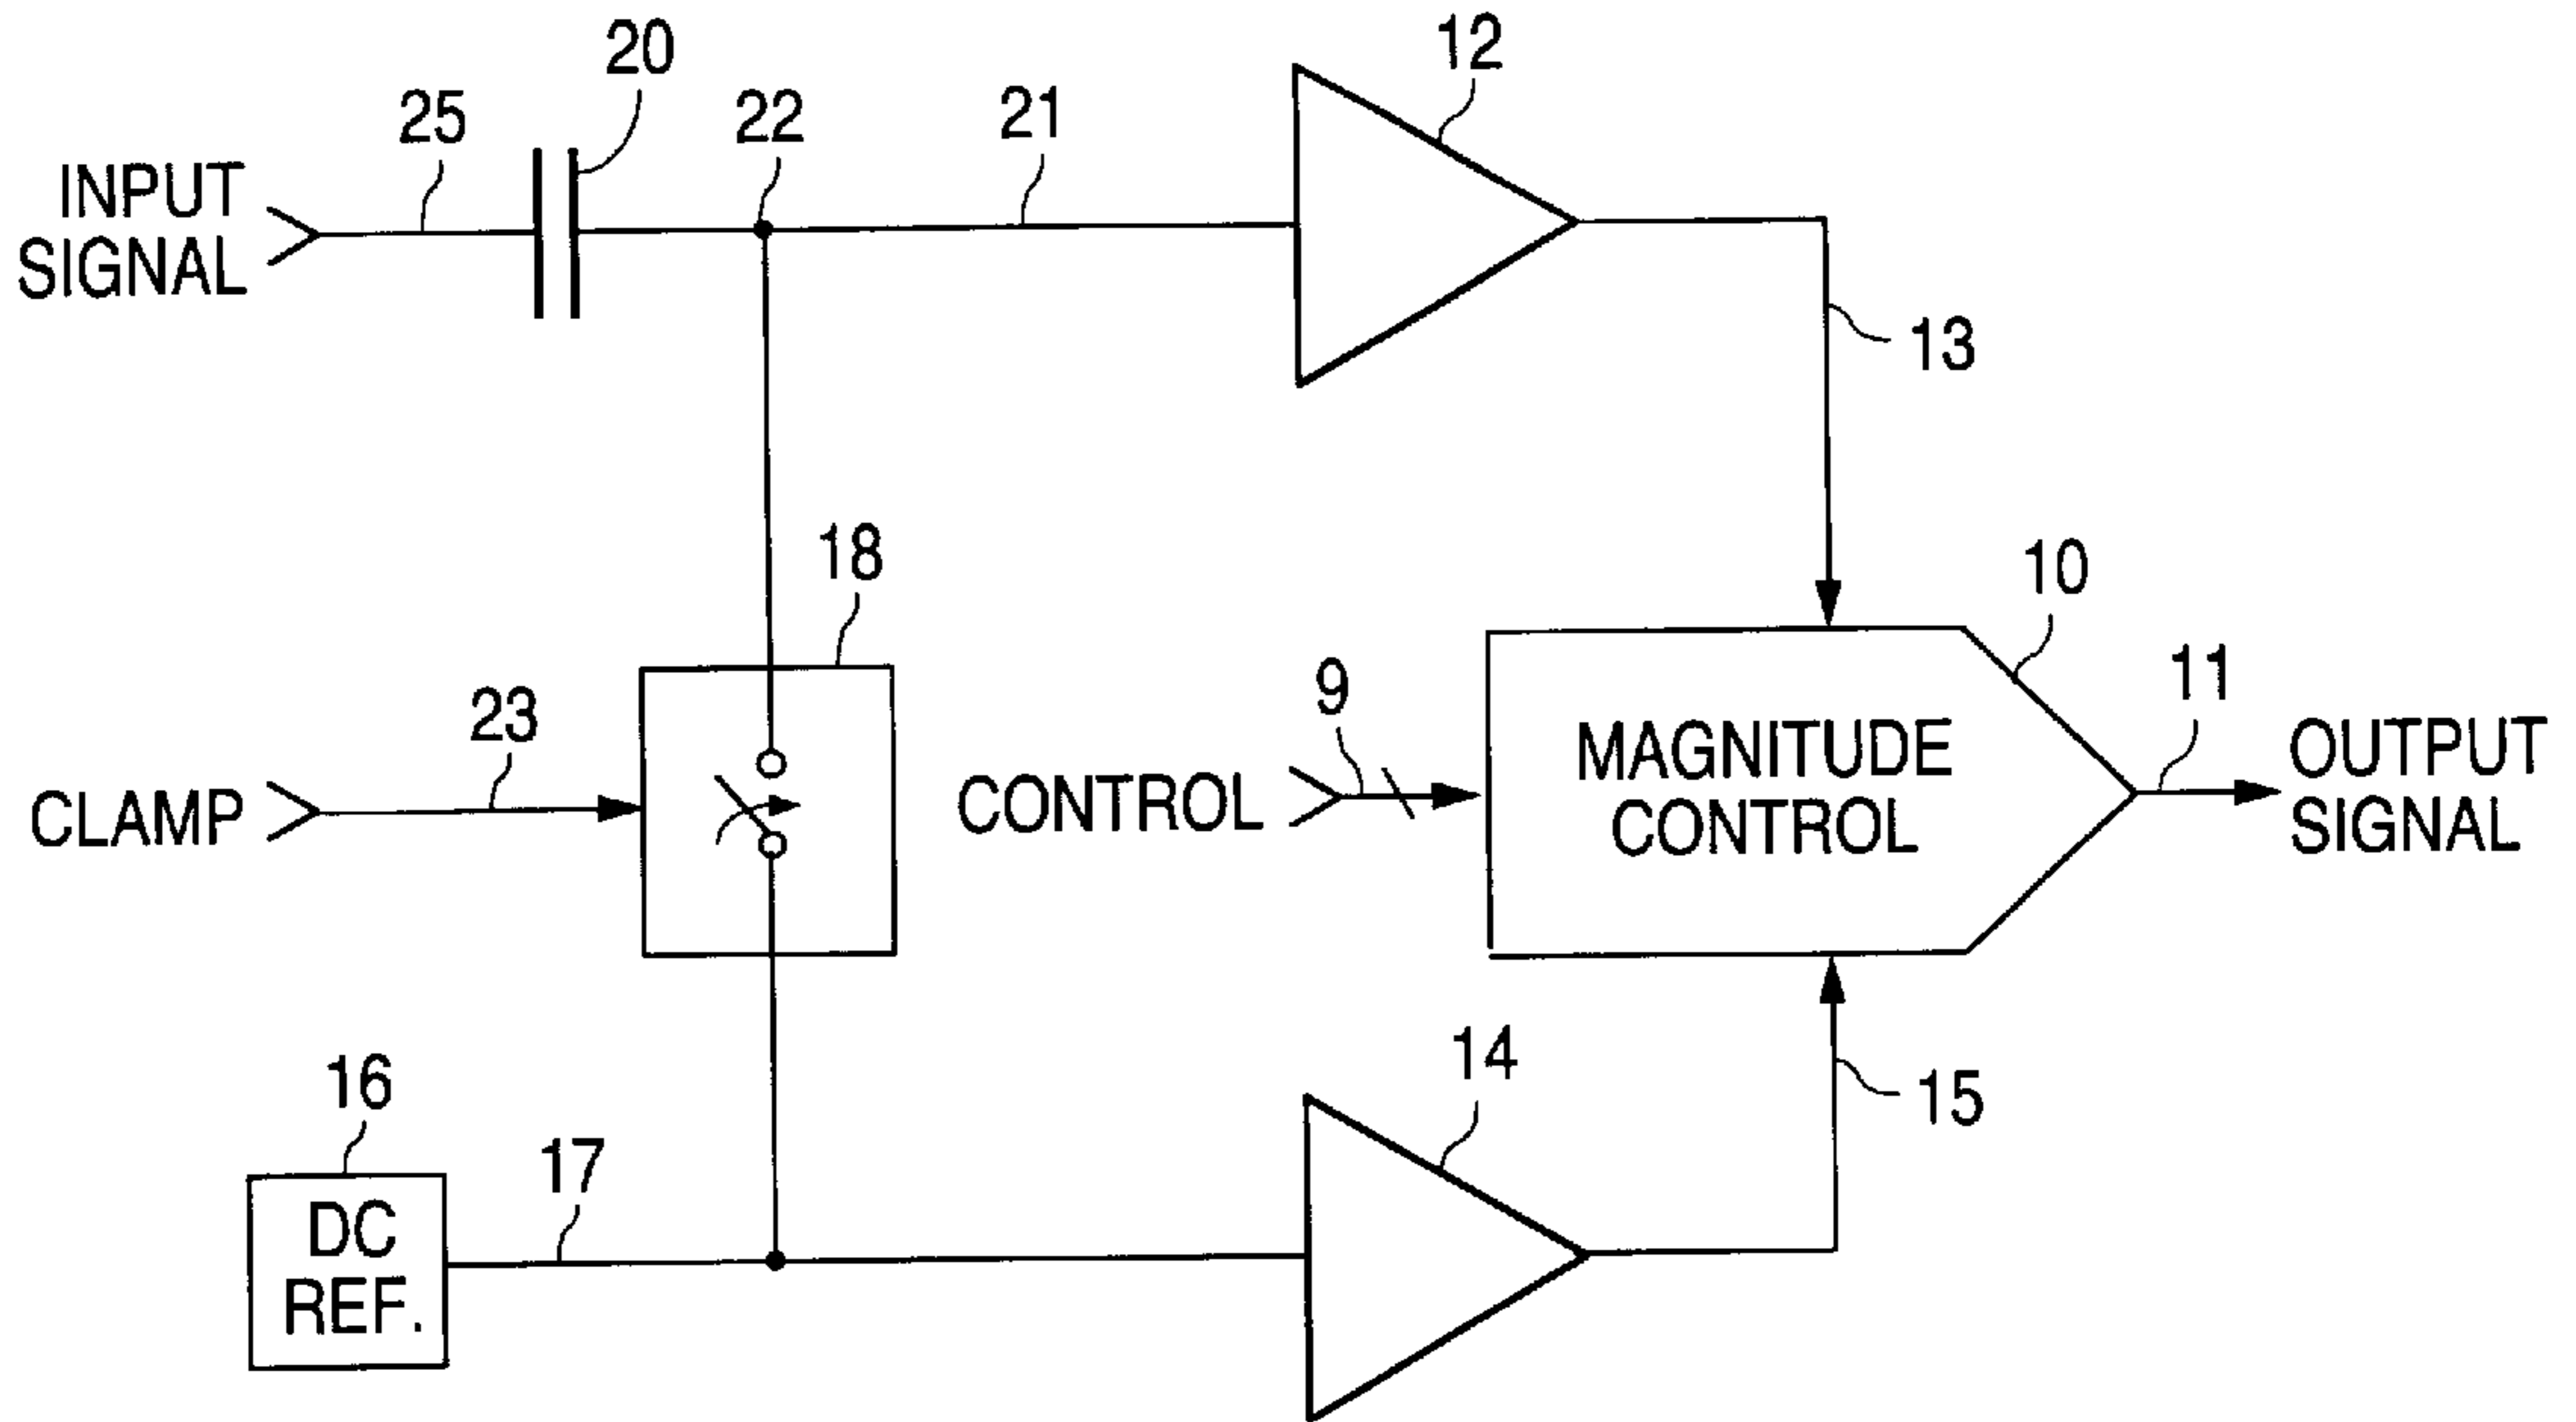 20
12
25
22
21
INPUT
SIGNAL
13
18
10
9
11
23
MAGNITUDE
CONTROL
OUTPUT
SIGNAL
CLAMP
CONTROL
14
16
15
17
DC
REF.